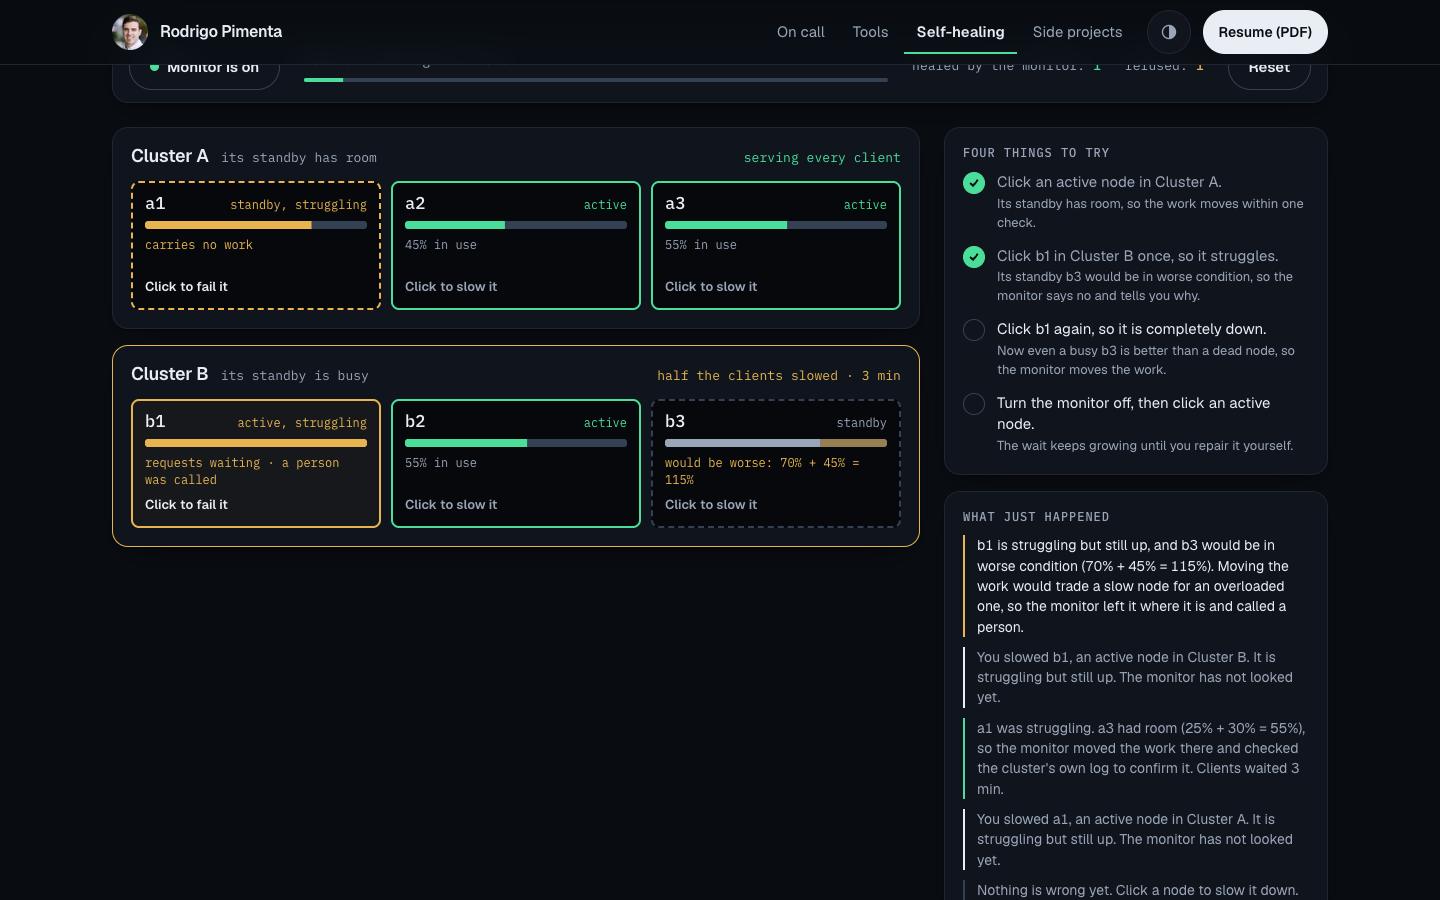 Rodrigo Pimenta
On call
Tools
Self-healing
Side projects
Resume (PDF)
Monitor is on
healed by the monitor: 1
refused: 1
Reset
Cluster A its standby has room
serving every client
a1 standby, struggling
carries no work
Click to fail it
a2 active
45% in use
Click to slow it
a3 active
55% in use
Click to slow it
Cluster B its standby is busy
half the clients slowed · 3 min
b1 active, struggling
requests waiting · a person
was called
Click to fail it
b2 active
55% in use
Click to slow it
b3 standby
would be worse: 70% + 45% =
115%
Click to slow it
FOUR THINGS TO TRY
Click an active node in Cluster A.
Its standby has room, so the work moves within one
check.
Click b1 in Cluster B once, so it struggles.
Its standby b3 would be in worse condition, so the
monitor says no and tells you why.
Click b1 again, so it is completely down.
Now even a busy b3 is better than a dead node, so
the monitor moves the work.
Turn the monitor off, then click an active
node.
The wait keeps growing until you repair it yourself.
WHAT JUST HAPPENED
b1 is struggling but still up, and b3 would be in
worse condition (70% + 45% = 115%). Moving the
work would trade a slow node for an overloaded
one, so the monitor left it where it is and called a
person.
You slowed b1, an active node in Cluster B. It is
struggling but still up. The monitor has not looked
yet.
a1 was struggling. a3 had room (25% + 30% = 55%),
so the monitor moved the work there and checked
the cluster's own log to confirm it. Clients waited 3
min.
You slowed a1, an active node in Cluster A. It is
struggling but still up. The monitor has not looked
yet.
Nothing is wrong yet. Click a node to slow it down.